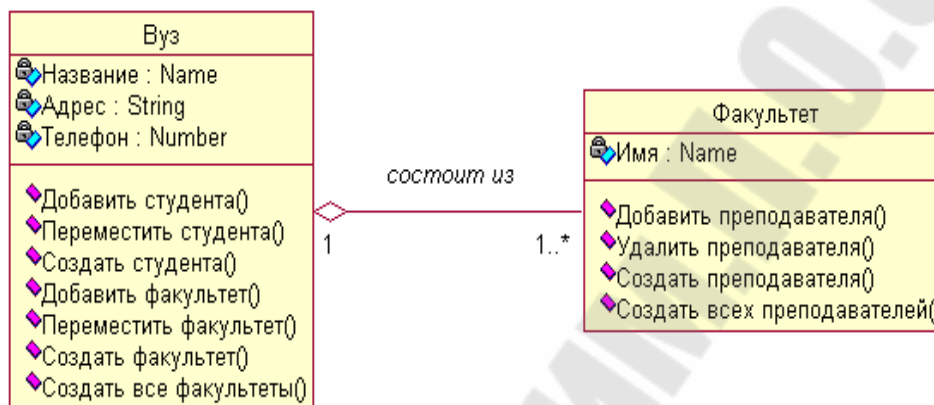 Вуз
Название : Name
Адрес : String
Телефон : Number
Добавить студента()
Переместить студента()
Создать студента()
Добавить факультет()
Переместить факультет()
Создать факультет()
Создать все факультеты()
состоит из
1
1..*
Факультет
Имя : Name
Добавить преподавателя()
Удалить преподавателя()
Создать преподавателя()
Создать всех преподавателей(